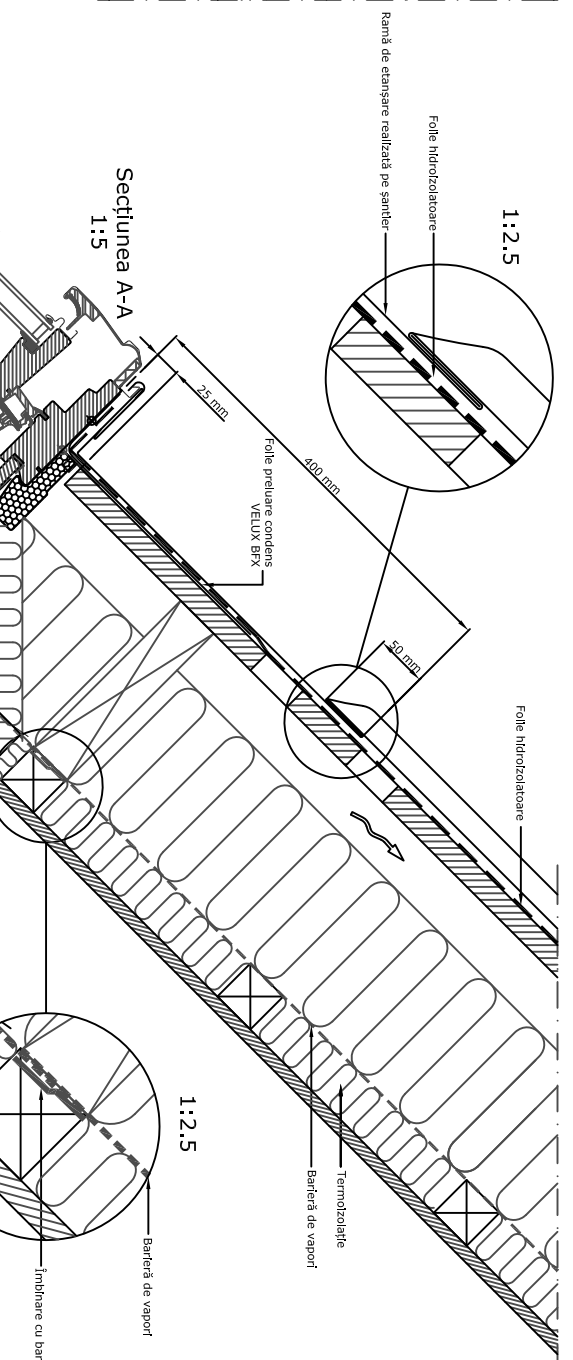 1:2.5
Folie hidroizolatoare
Ramă de etanșare realizată pe șantier
Secțiunea A-A
1:5
25 mm
400 mm
Folie preluare condens
VELUX BFX
50 mm
Folie hidroizolatoare
Termoizolație
Barieră de vapori
1:2.5
Barieră de vapori
Îmbinare cu bar